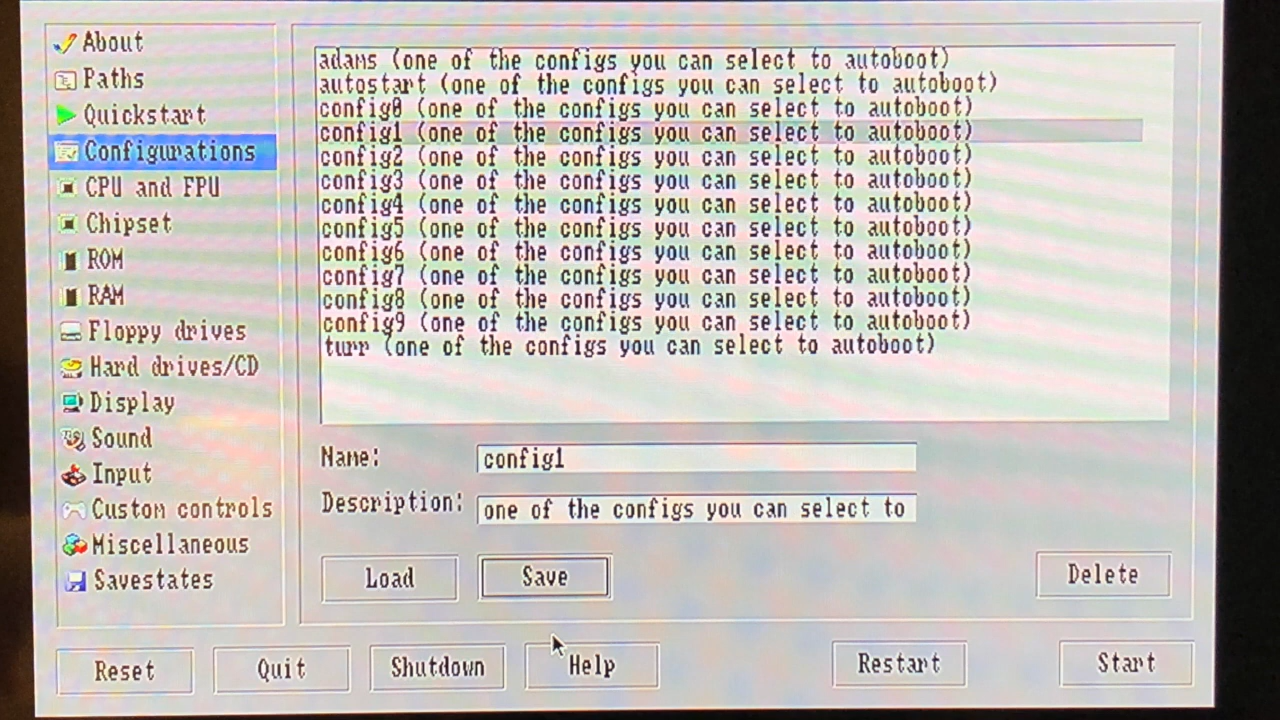 About
Paths
Quickstart
Configurations
CPU and FPU
Chipset
ROM
RAM
Floppy drives
Hard drives/CD
Display
Sound
Input
Custom controls
Miscellaneous
Savestates
adams (one of the configs you can select to autoboot)
autostart (one of the configs you can select to autoboot)
config0 (one of the configs you can select to autoboot)
config1 (one of the configs you can select to autoboot)
config2 (one of the configs you can select to autoboot)
config3 (one of the configs you can select to autoboot)
config4 (one of the configs you can select to autoboot)
config5 (one of the configs you can select to autoboot)
config6 (one of the configs you can select to autoboot)
config7 (one of the configs you can select to autoboot)
config8 (one of the configs you can select to autoboot)
config9 (one of the configs you can select to autoboot)
turr (one of the configs you can select to autoboot)
Name: config1
Description: one of the configs you can select to
Load Save Delete
Reset Quit Shutdown Help Restart Start